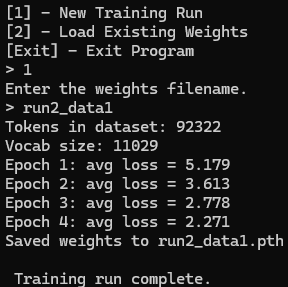 [1] - New Training Run
[2] - Load Existing Weights
[Exit] - Exit Program
> 1
Enter the weights filename.
> run2_data1
Tokens in dataset: 92322
Vocab size: 11029
Epoch 1: avg loss = 5.179
Epoch 2: avg loss = 3.613
Epoch 3: avg loss = 2.778
Epoch 4: avg loss = 2.271
Saved weights to run2_data1.pth
Training run complete.